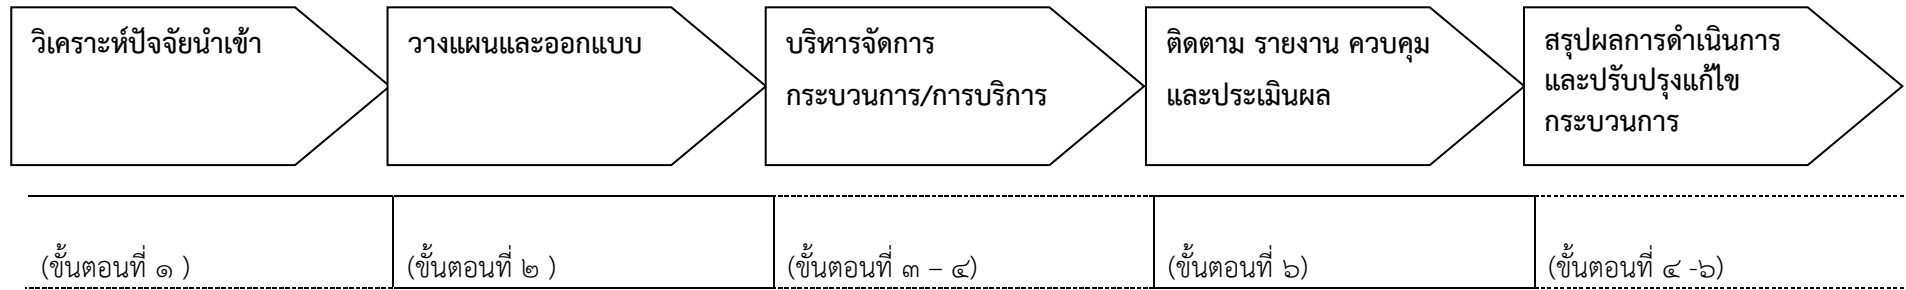 วิเคราะห์ปัจจัยนำเข้า
วางแผนและออกแบบ
บริหารจัดการ
กระบวนการ/การบริการ
ติดตาม รายงาน ควบคุม
และประเมินผล
สรุปผลการดำเนินการ
และปรับปรุงแก้ไข
กระบวนการ
(ขั้นตอนที่ ๑ )
(ขั้นตอนที่ ๒ )
(ขั้นตอนที่ ๓ – ๔)
(ขั้นตอนที่ ๖)
(ขั้นตอนที่ ๔ -๖)